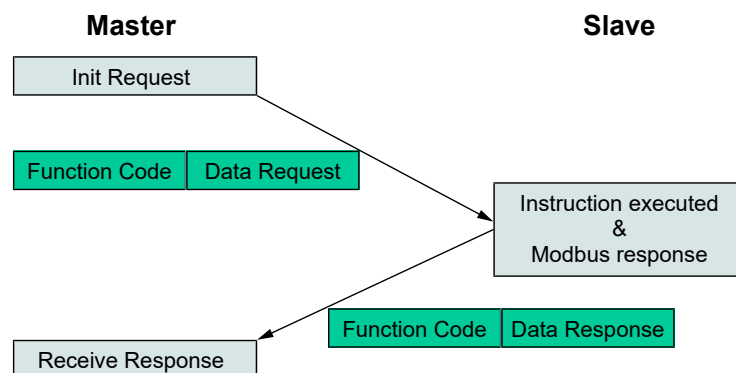 Master
Slave
Init Request
Function Code
Data Request
Instruction executed
&
Modbus response
Function Code
Data Response
Receive Response